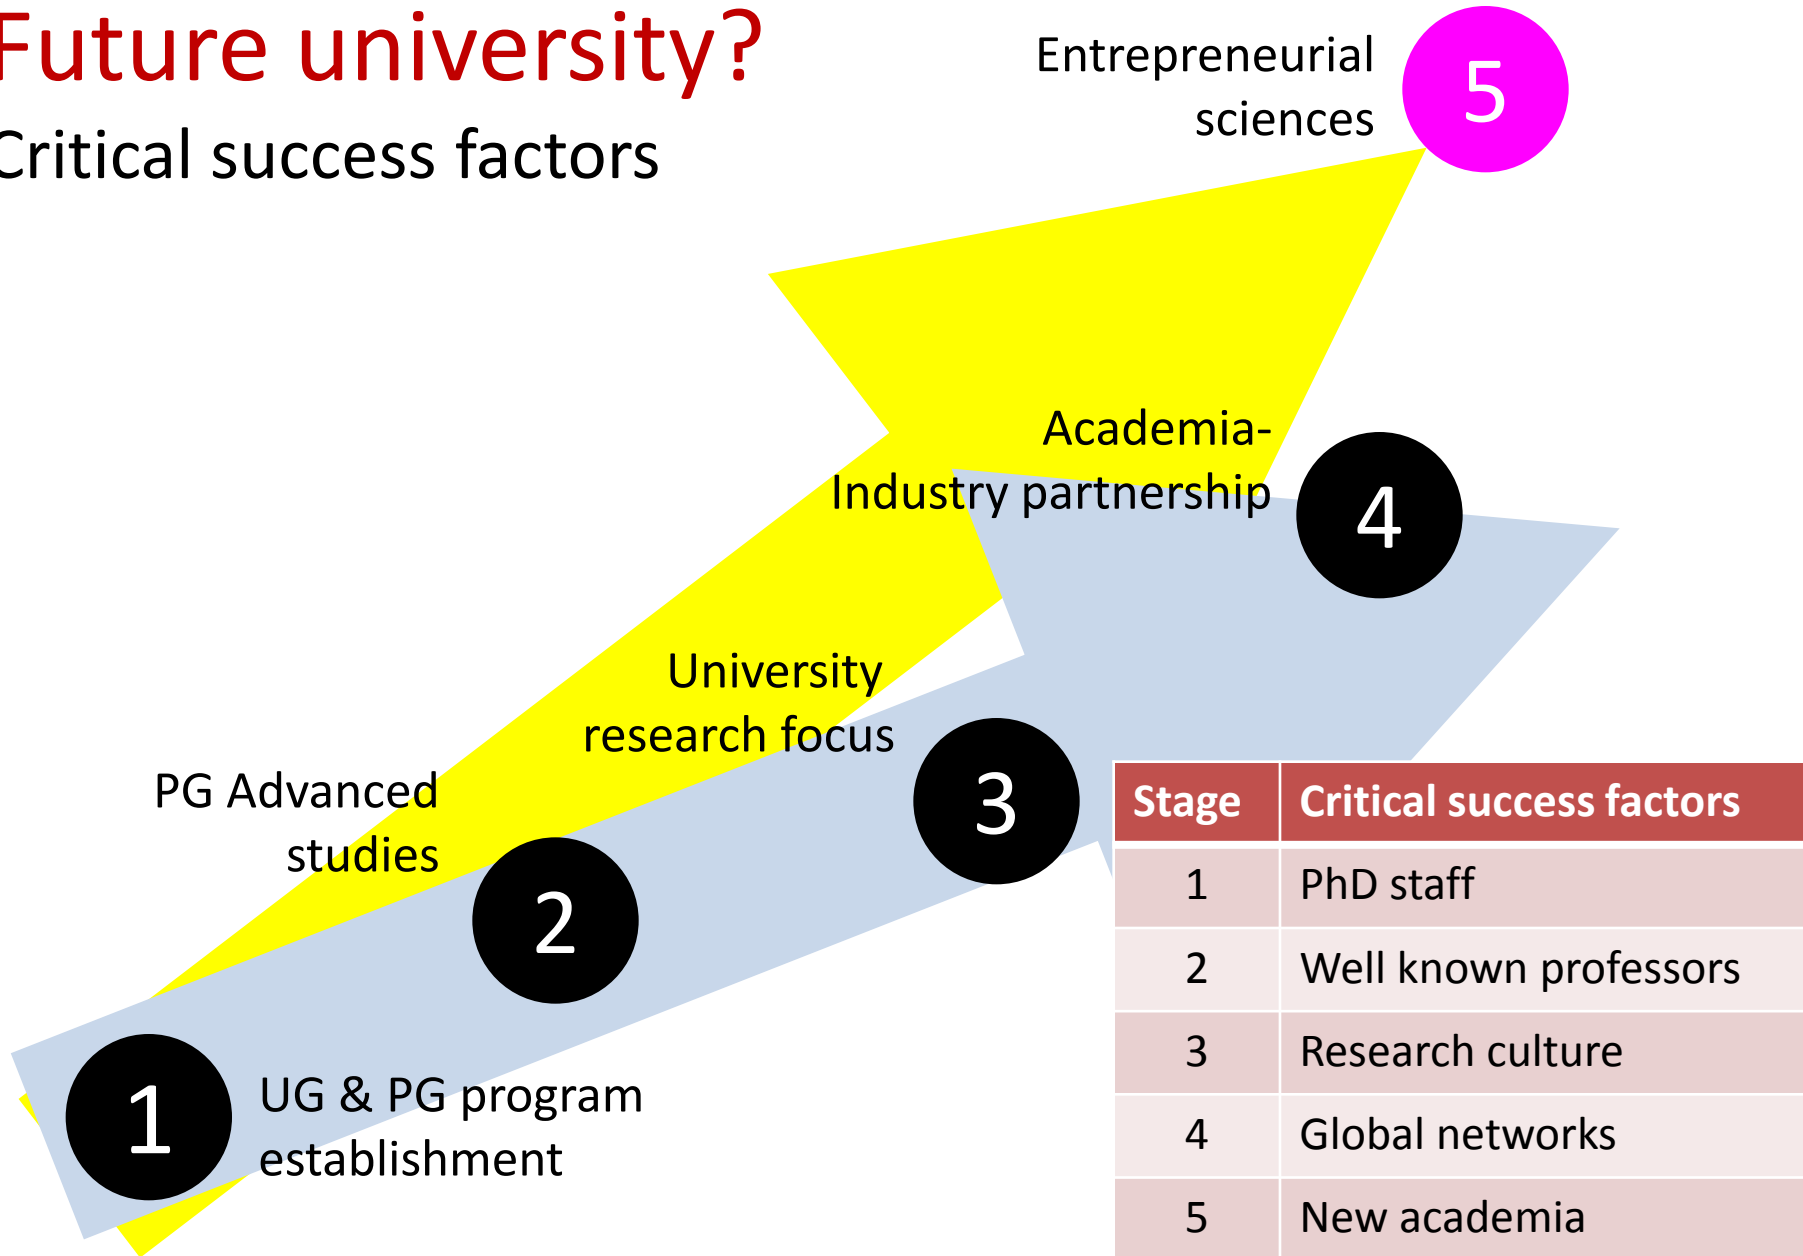 Future university?
Critical success factors
Entrepreneurial
sciences
5
Academia-
Industry partnership
4
University
research focus
3
PG Advanced
studies
2
1
UG & PG program
establishment
Stage Critical success factors
1 PhD staff
2 Well known professors
3 Research culture
4 Global networks
5 New academia